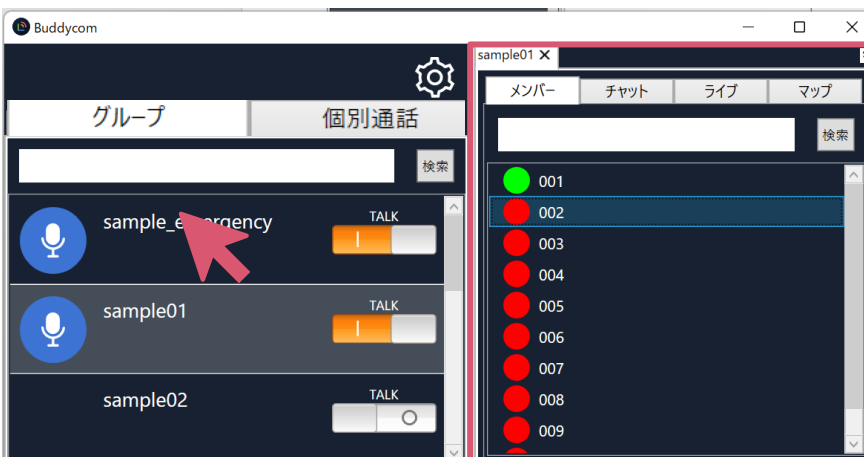 Buddycom
グループ
個別通話
検索
sample_emergency
TALK
sample01
TALK
sample02
TALK
sample01
メンバー
チャット
ライブ
マップ
検索
001
002
003
004
005
006
007
008
009